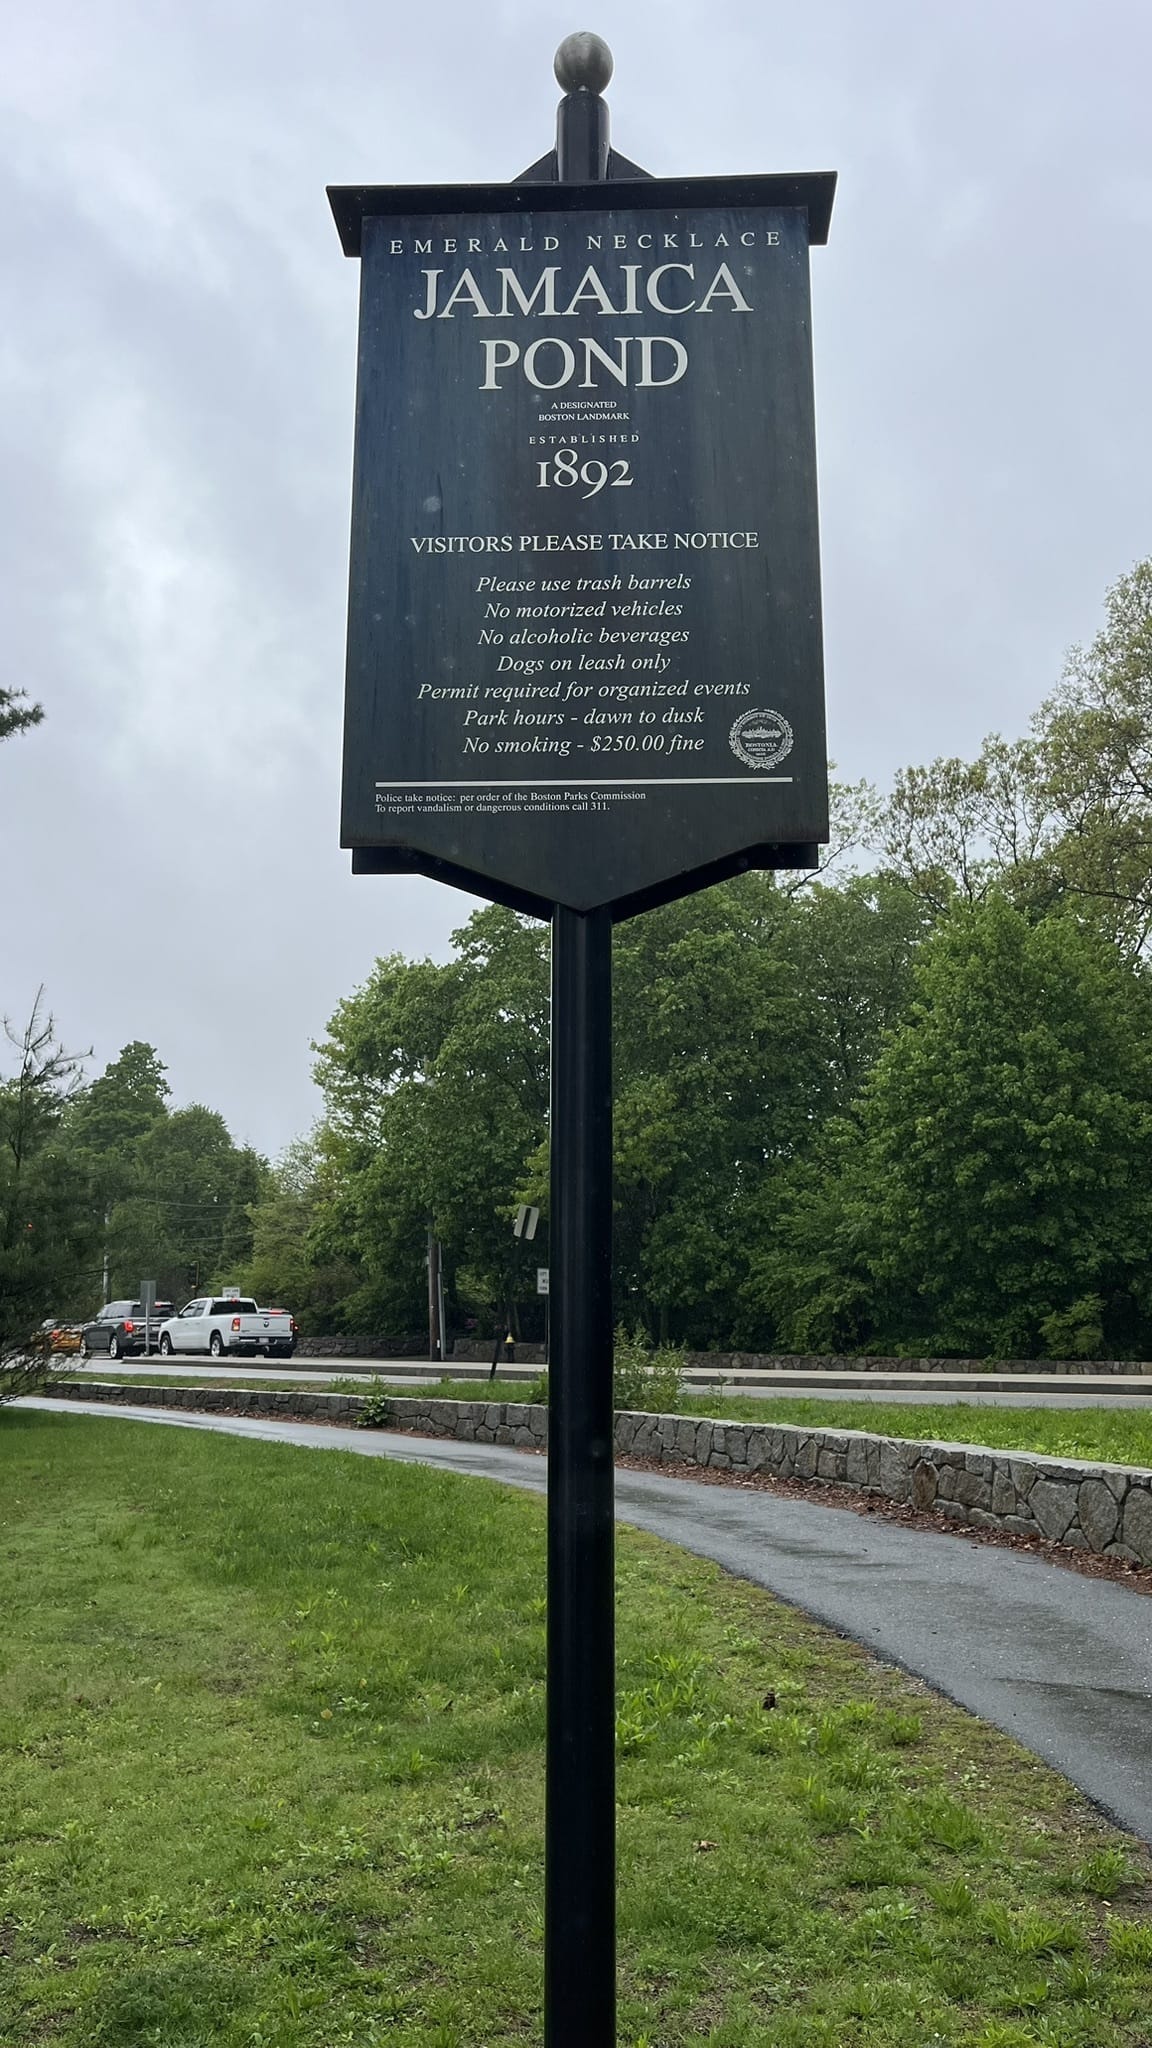 EMERALD NECKLACE
JAMAICA
POND
A DESIGNATED
BOSTON LANDMARK
ESTABLISHED
1892
VISITORS PLEASE TAKE NOTICE
Please use trash barrels
No motorized vehicles
No alcoholic beverages
Dogs on leash only
Permit required for organized events
Park hours - dawn to dusk
No smoking - $250.00 fine
BOSTONIA
Police take notice: per order of the Boston Parks Commission
To report vandalism or dangerous conditions call 311.